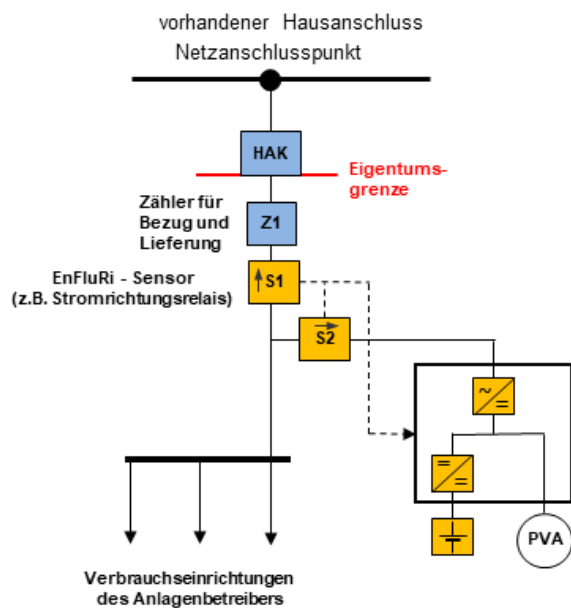 vorhandener Hausanschluss
Netzanschlusspunkt
HAK
Eigentums-
grenze
Zähler für
Bezug und
Lieferung
Z1
EnFluRi - Sensor
(z.B. Stromrichtungsrelais)
S1
S2
PVA
Verbrauchseinrichtungen
des Anlagenbetreibers